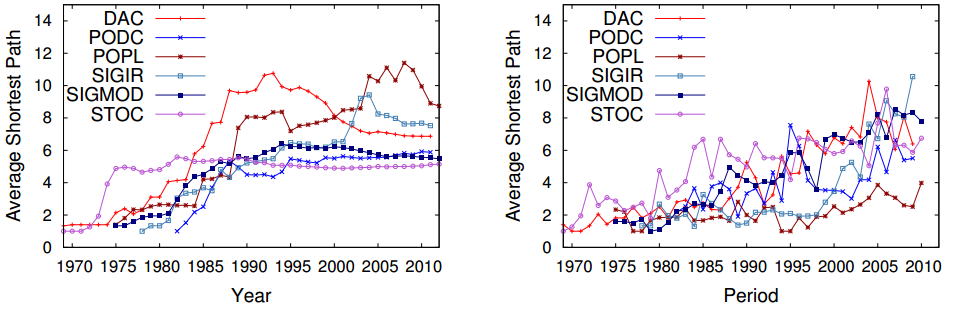 Average Shortest Path
14
12
10
8
6
4
2
0
DAC
PODC
POPL
SIGIR
SIGMOD
STOC
1970 1975 1980 1985 1990 1995 2000 2005 2010
Year
Average Shortest Path
14
12
10
8
6
4
2
0
DAC
PODC
POPL
SIGIR
SIGMOD
STOC
1970 1975 1980 1985 1990 1995 2000 2005 2010
Period